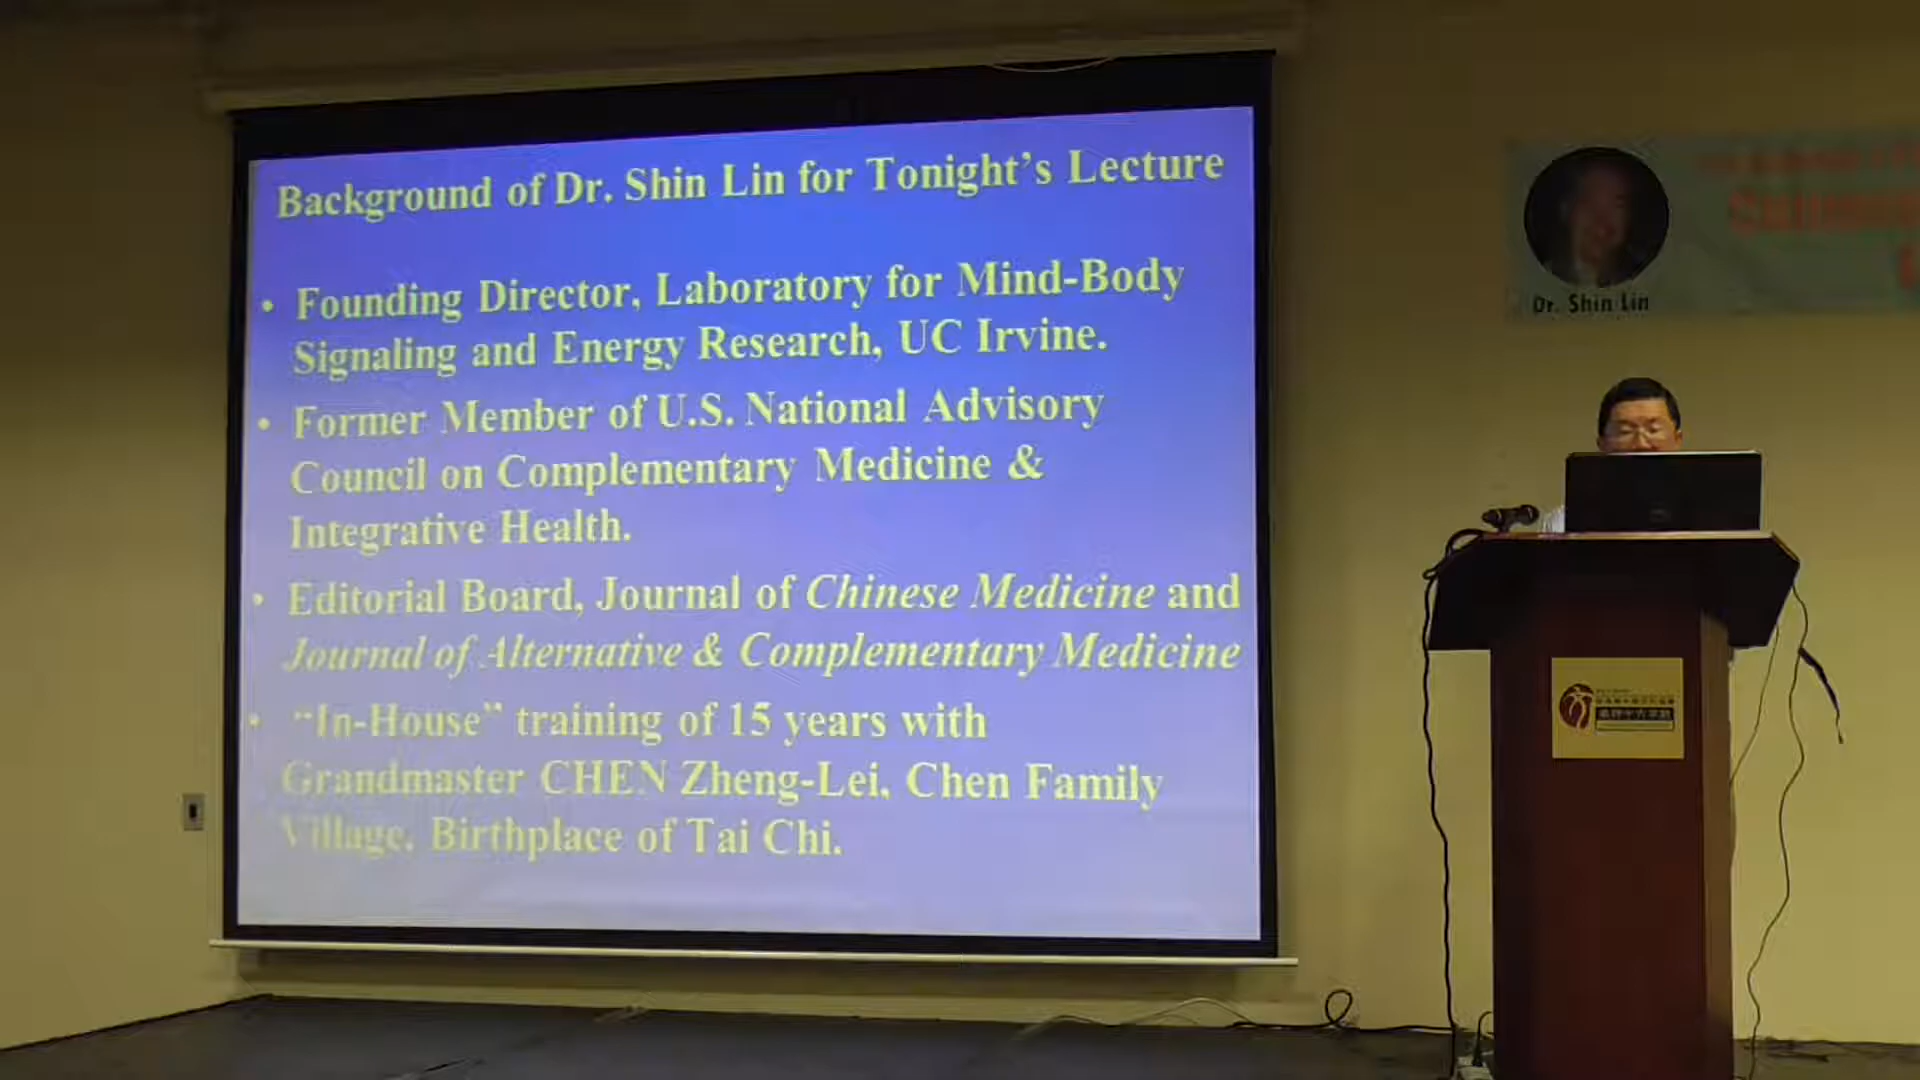 Background of Dr. Shin Lin for Tonight's Lecture
• Founding Director, Laboratory for Mind-Body
Signaling and Energy Research, UC Irvine.
• Former Member of U.S. National Advisory
Council on Complementary Medicine &
Integrative Health.
• Editorial Board, Journal of Chinese Medicine and
Journal of Alternative & Complementary Medicine
• “In-House” training of 15 years with
Grandmaster CHEN Zheng-Lei, Chen Family
Village, Birthplace of Tai Chi.
Dr. Shin Lin